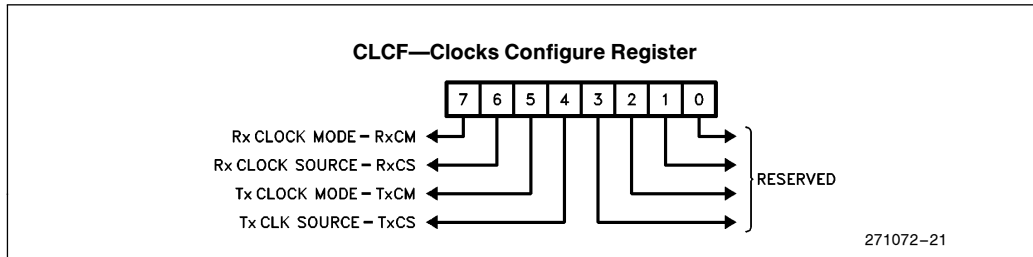 CLCF—Clocks Configure Register
7 6 5 4 3 2 1 0
Rx CLOCK MODE – RxCM
Rx CLOCK SOURCE – RxCS
Tx CLOCK MODE – TxCM
Tx CLK SOURCE – TxCS
RESERVED
271072–21